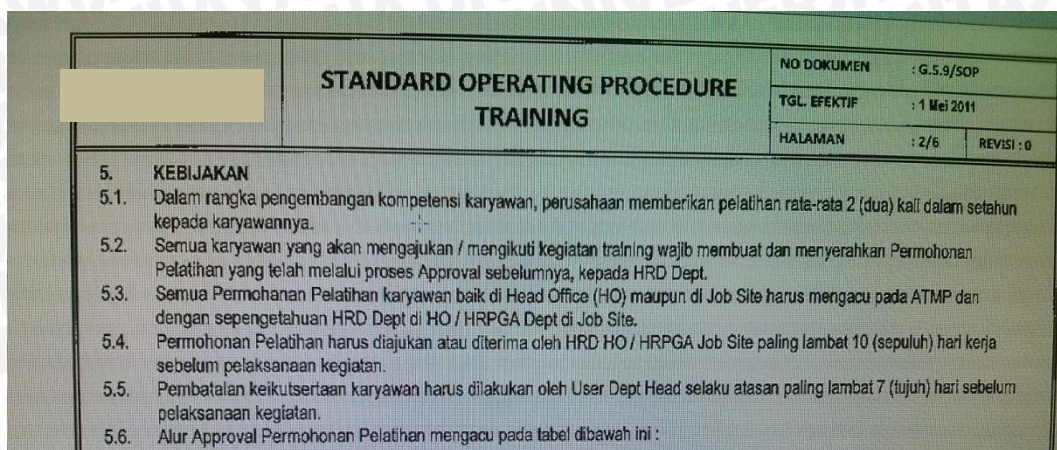 STANDARD OPERATING PROCEDURE
TRAINING
NO DOKUMEN : G.5.9/SOP
TGL. EFEKTIF : 1 Mei 2011
HALAMAN : 2/6 REVISI : 0
5. KEBIJAKAN
5.1. Dalam rangka pengembangan kompetensi karyawan, perusahaan memberikan pelatihan rata-rata 2 (dua) kali dalam setahun
kepada karyawannya.
5.2. Semua karyawan yang akan mengajukan / mengikuti kegiatan training wajib membuat dan menyerahkan Permohonan
Pelatihan yang telah melalui proses Approval sebelumnya, kepada HRD Dept.
5.3. Semua Permohanan Pelatihan karyawan baik di Head Office (HO) maupun di Job Site harus mengacu pada ATMP dan
dengan sepengetahuan HRD Dept di HO / HRPGA Dept di Job Site.
5.4. Permohonan Pelatihan harus diajukan atau diterima oleh HRD HO / HRPGA Job Site paling lambat 10 (sepuluh) hari kerja
sebelum pelaksanaan kegiatan.
5.5. Pembatalan keikutsertaan karyawan harus dilakukan oleh User Dept Head selaku atasan paling lambat 7 (tujuh) hari sebelum
pelaksanaan kegiatan.
5.6. Alur Approval Permohonan Pelatihan mengacu pada tabel dibawah ini :